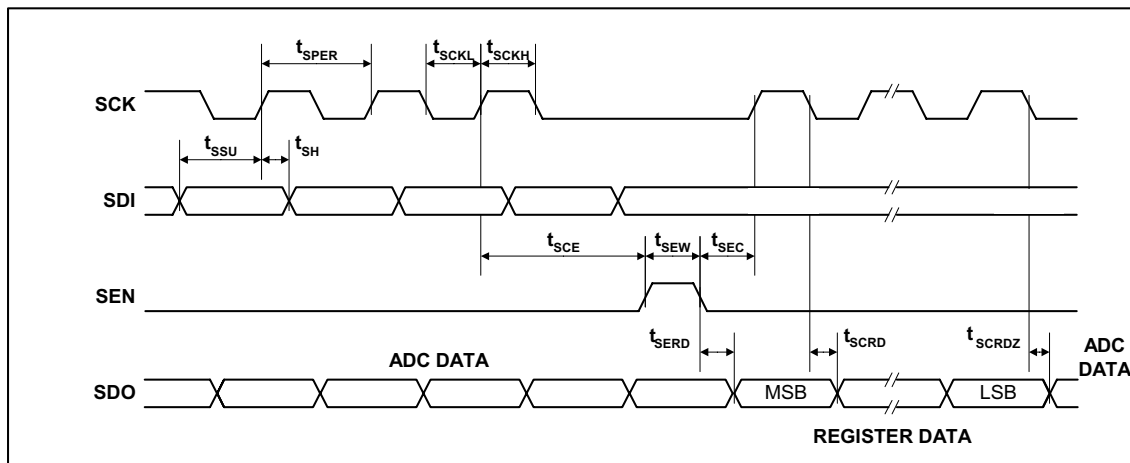 tSPER
tSCKL
tSCKH
SCK
tSSU
tSH
SDI
tSCE
tSEW
tSEC
SEN
tSERD
tSCRD
tSCRDZ
ADC DATA
ADC
DATA
SDO
MSB
LSB
REGISTER DATA